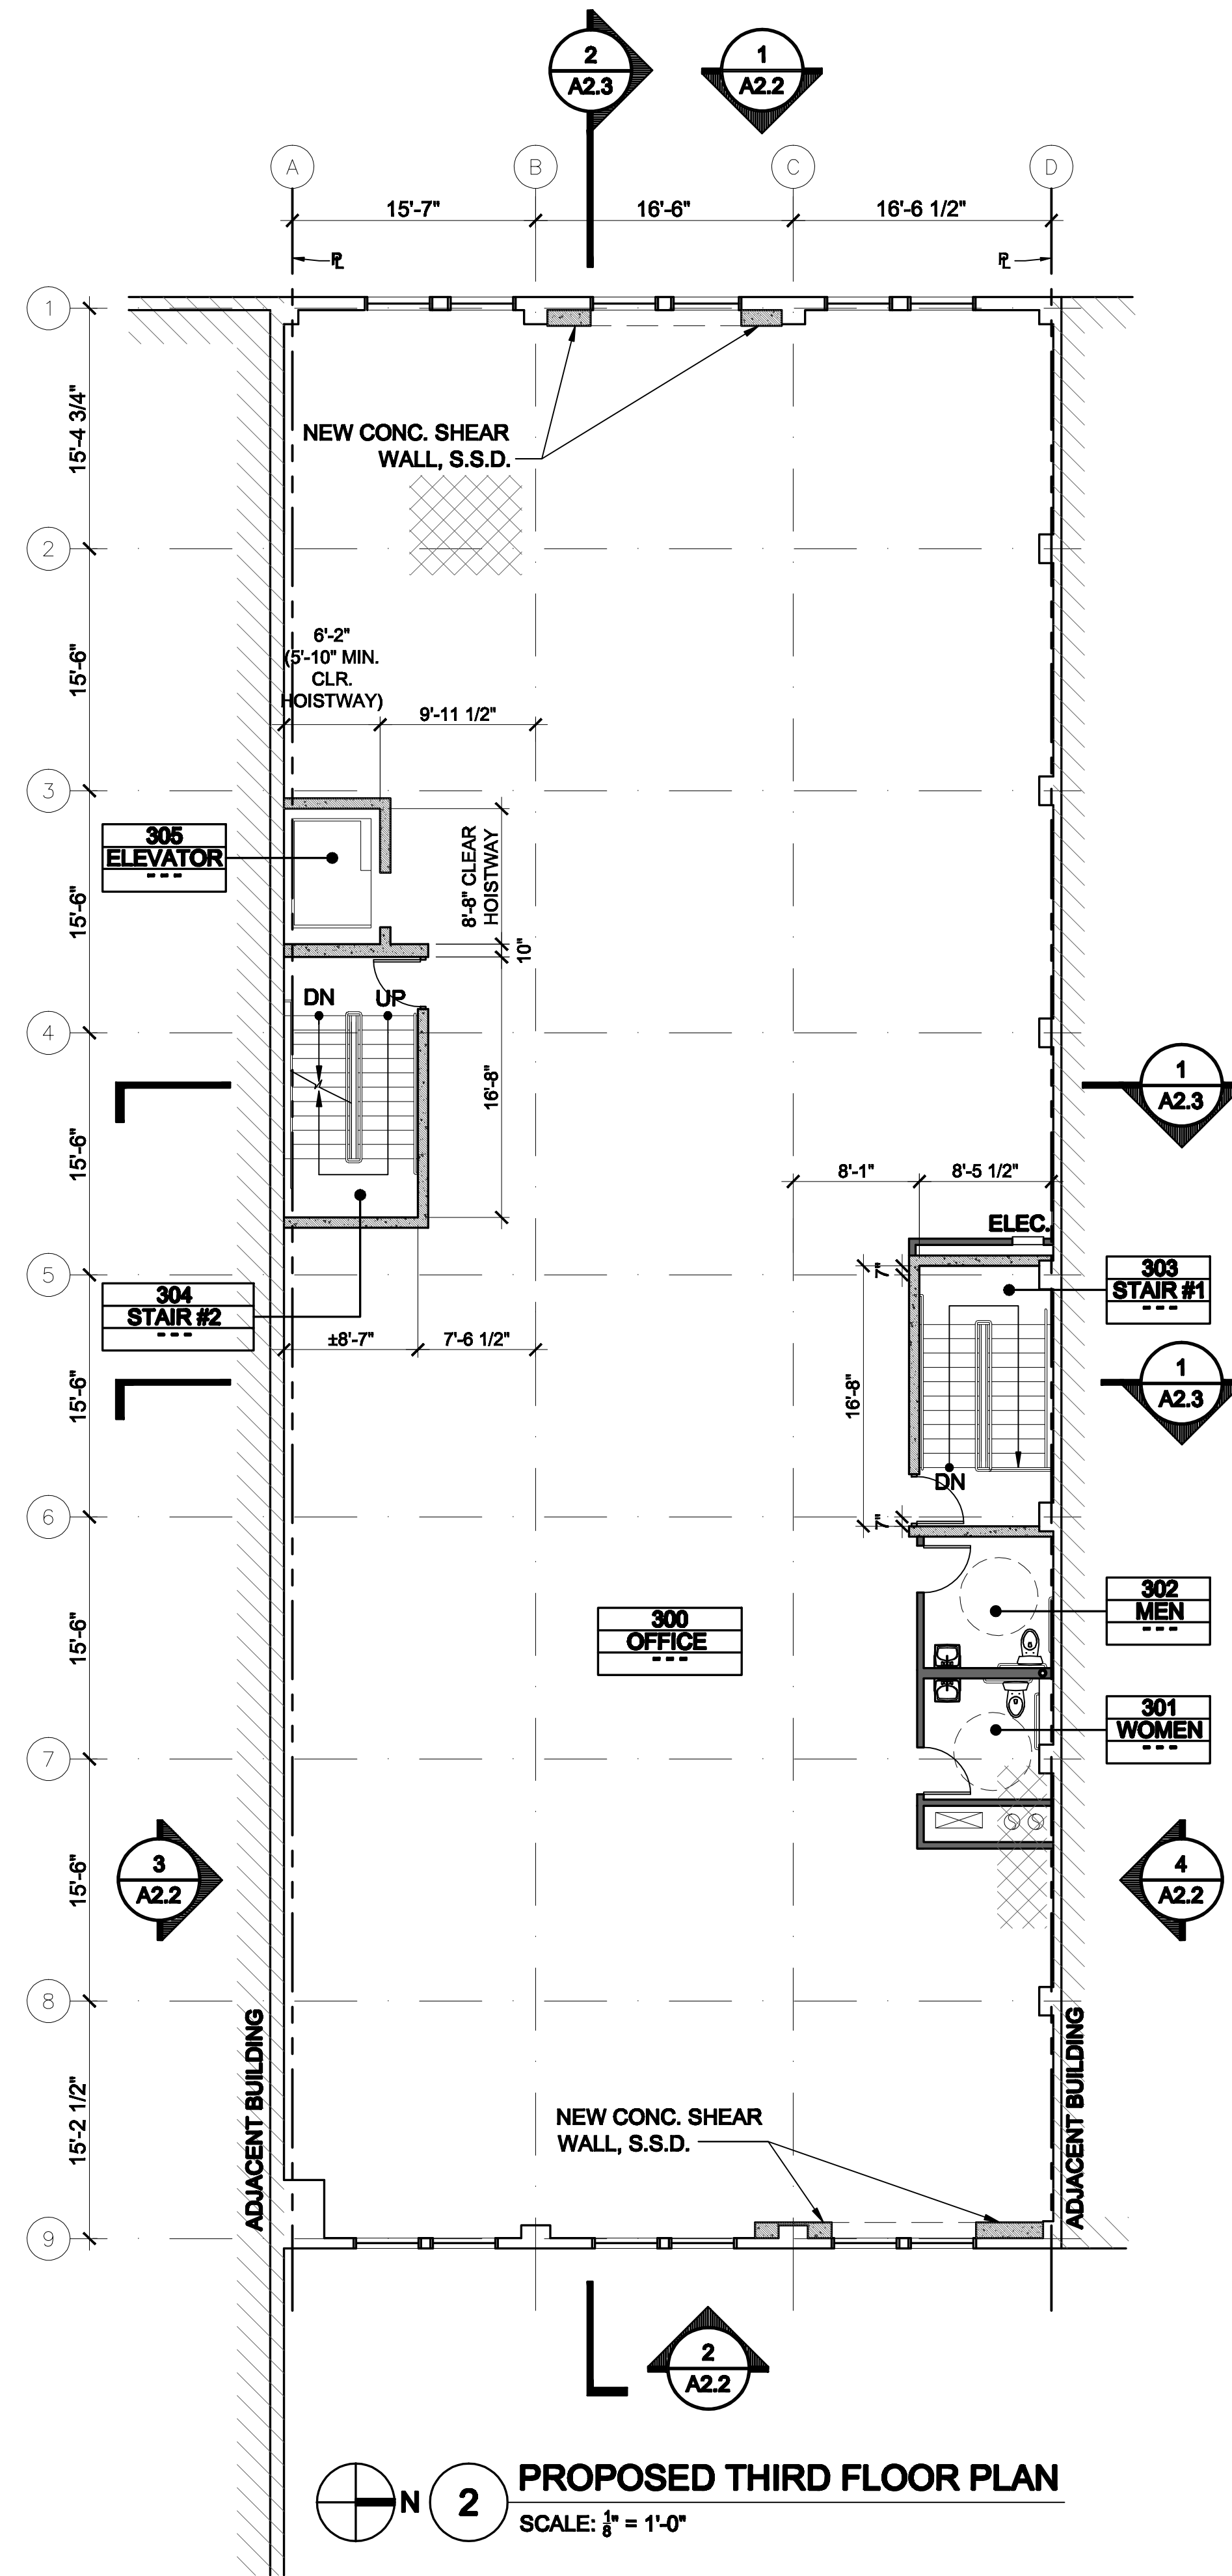 2
A2.3
1
A2.2
A
B
C
D
15'-7"
16'-6"
16'-6 1/2"
PL
PL
1
15'-4 3/4"
NEW CONC. SHEAR
WALL, S.S.D.
2
15'-6"
6'-2"
(5'-10" MIN.
CLR.
HOISTWAY)
9'-11 1/2"
3
305
ELEVATOR
---
8'-8" CLEAR
HOISTWAY
15'-6"
10"
DN
UP
4
16'-8"
15'-6"
1
A2.3
8'-1"
8'-5 1/2"
ELEC.
5
7"
303
STAIR #1
---
304
STAIR #2
---
±8'-7"
7'-6 1/2"
15'-6"
16'-8"
1
A2.3
DN
6
7"
15'-6"
300
OFFICE
---
302
MEN
---
301
WOMEN
---
7
15'-6"
3
A2.2
4
A2.2
8
ADJACENT BUILDING
ADJACENT BUILDING
15'-2 1/2"
NEW CONC. SHEAR
WALL, S.S.D.
9
2
A2.2
N
2
PROPOSED THIRD FLOOR PLAN
SCALE: 1/8" = 1'-0"